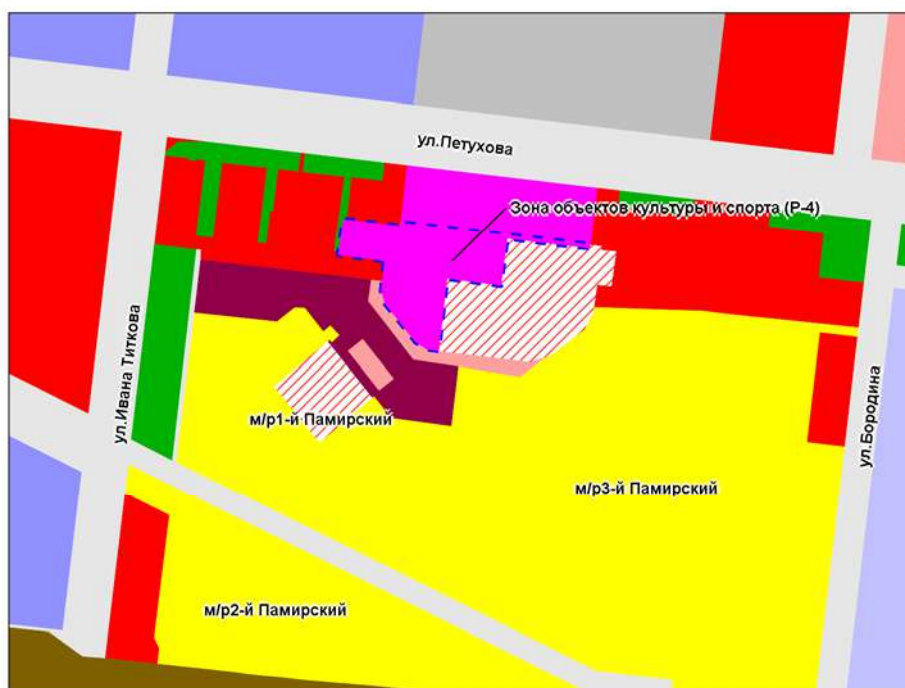 ул.Петухова
Зона объектов культуры и спорта (Р-4)
ул.Ивана Титкова
ул.Бородина
м/р1-й Памирский
м/р3-й Памирский
м/р2-й Памирский